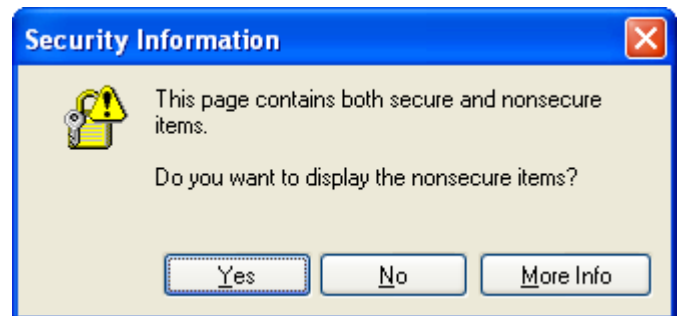 Security Information
This page contains both secure and nonsecure
items.
Do you want to display the nonsecure items?
Yes No More Info